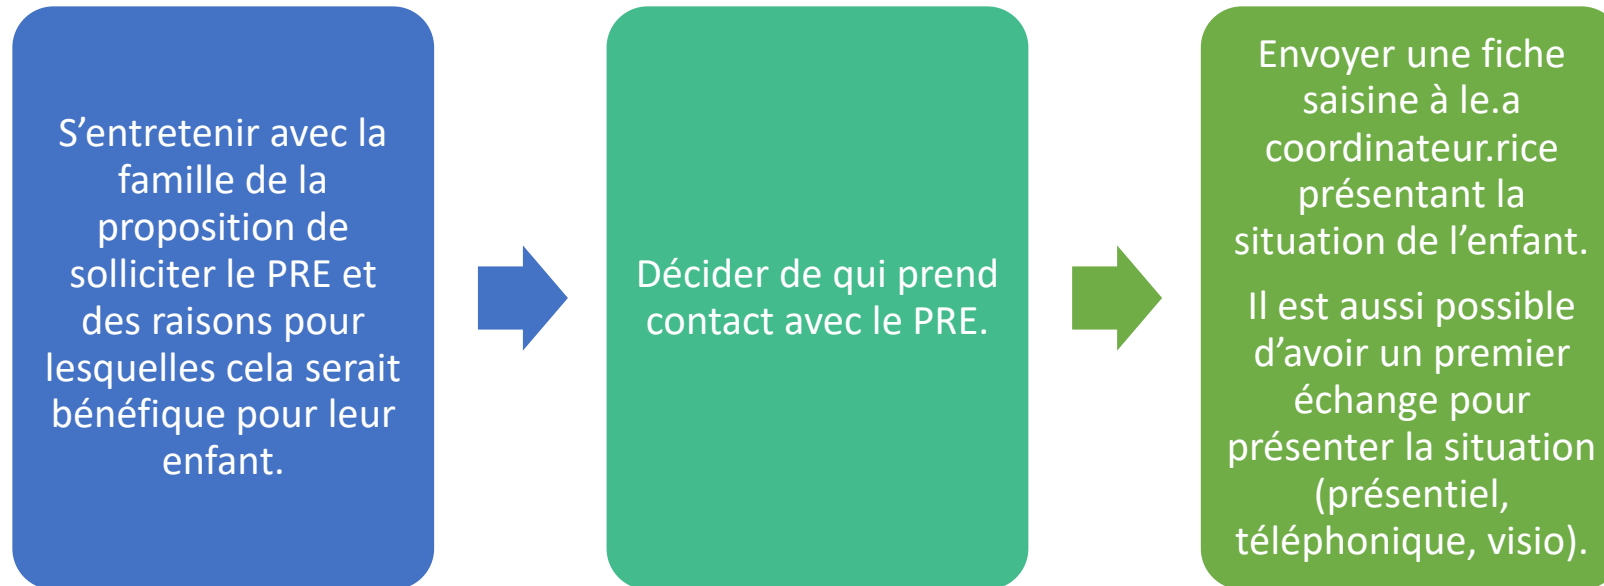 S’entretenir avec la
famille de la
proposition de
solliciter le PRE et
des raisons pour
lesquelles cela serait
bénéfique pour leur
enfant.
Décider de qui prend
contact avec le PRE.
Envoyer une fiche
saisine à le.a
coordinateur.rice
présentant la
situation de l’enfant.
Il est aussi possible
d’avoir un premier
échange pour
présenter la situation
(présentiel,
téléphonique, visio).